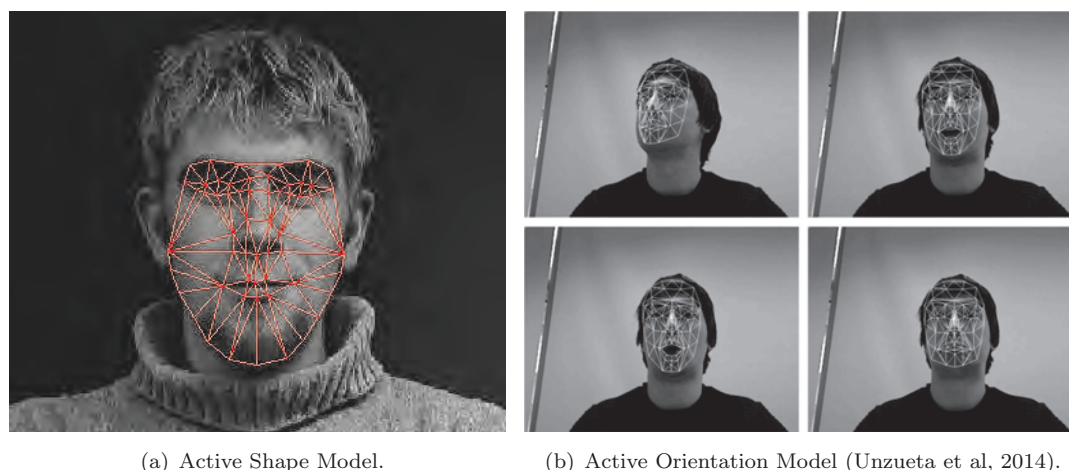 (a) Active Shape Model.
(b) Active Orientation Model (Unzueta et al, 2014).